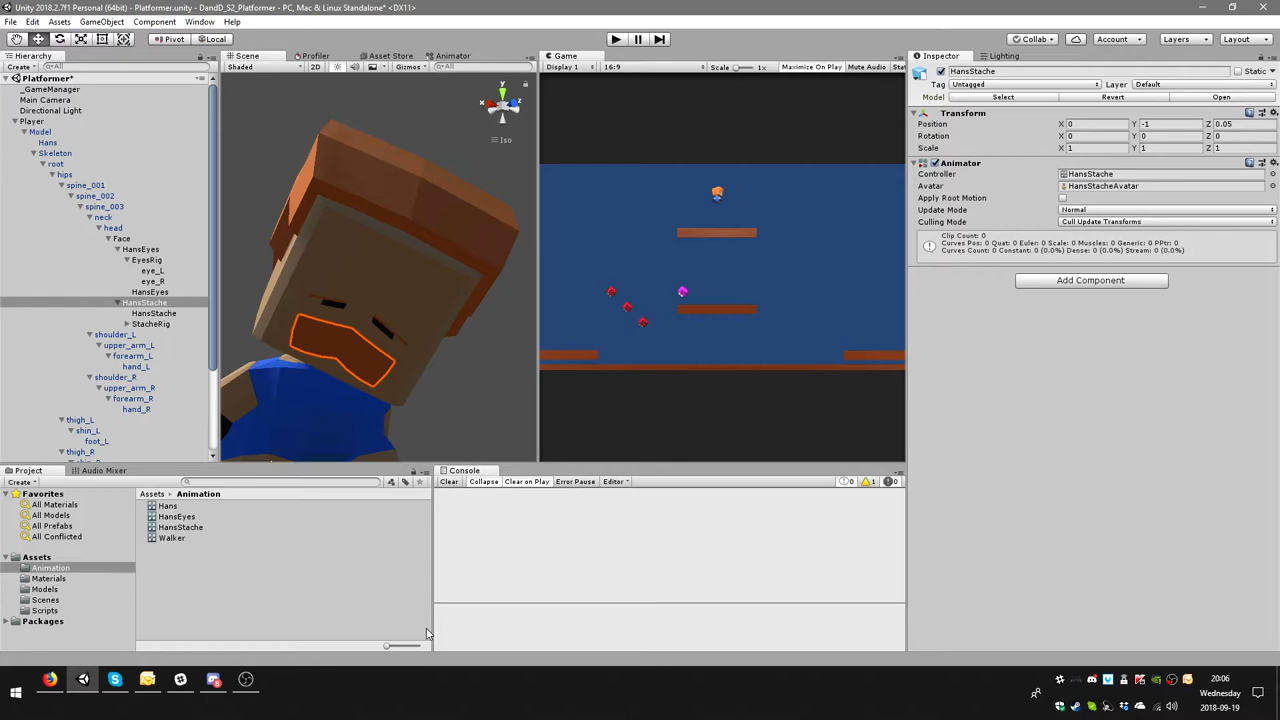 Unity 2018.2.7f1 Personal (64bit) - Platformer.unity - DandD_S2_Platformer - PC, Mac & Linux Standalone* <DX11>
File Edit Assets GameObject Component Window Help
Pivot Local Collab Account Layers Layout
Hierarchy Scene Profiler Asset Store Animator Game Inspector Lighting
Create All Shaded 2D Gizmos All Display 1 16:9 Scale 1x Maximize On Play Mute Audio Stats
HansStache Static
Tag Untagged Layer Default
Model Select Revert Open
Transform
Position X 0 Y -1 Z 0.05
Rotation X 0 Y 0 Z 0
Scale X 1 Y 1 Z 1
Animator
Controller HansStache
Avatar HansStacheAvatar
Apply Root Motion
Update Mode Normal
Culling Mode Cull Update Transforms
Clip Count: 0
Curves Pos: 0 Quat: 0 Euler: 0 Scale: 0 Muscles: 0 Generic: 0 PPtr: 0
Curves Count: 0 Constant: 0 (0.0%) Dense: 0 (0.0%) Stream: 0 (0.0%)
Add Component
Platformer*
_GameManager
Main Camera
Directional Light
Player
Model
Hans
Skeleton
root
hips
spine_001
spine_002
spine_003
neck
head
Face
HansEyes
EyesRig
eye_L
eye_R
HansEyes
HansStache
HansStache
StacheRig
shoulder_L
upper_arm_L
forearm_L
hand_L
shoulder_R
upper_arm_R
forearm_R
hand_R
thigh_L
shin_L
foot_L
thigh_R
y
x
z
Iso
Project Audio Mixer
Create
Favorites
All Materials
All Models
All Prefabs
All Conflicted
Assets
Animation
Materials
Models
Scenes
Scripts
Packages
Assets Animation
Hans
HansEyes
HansStache
Walker
Console
Clear Collapse Clear on Play Error Pause Editor 0 1 0
20:06
Wednesday
2018-09-19